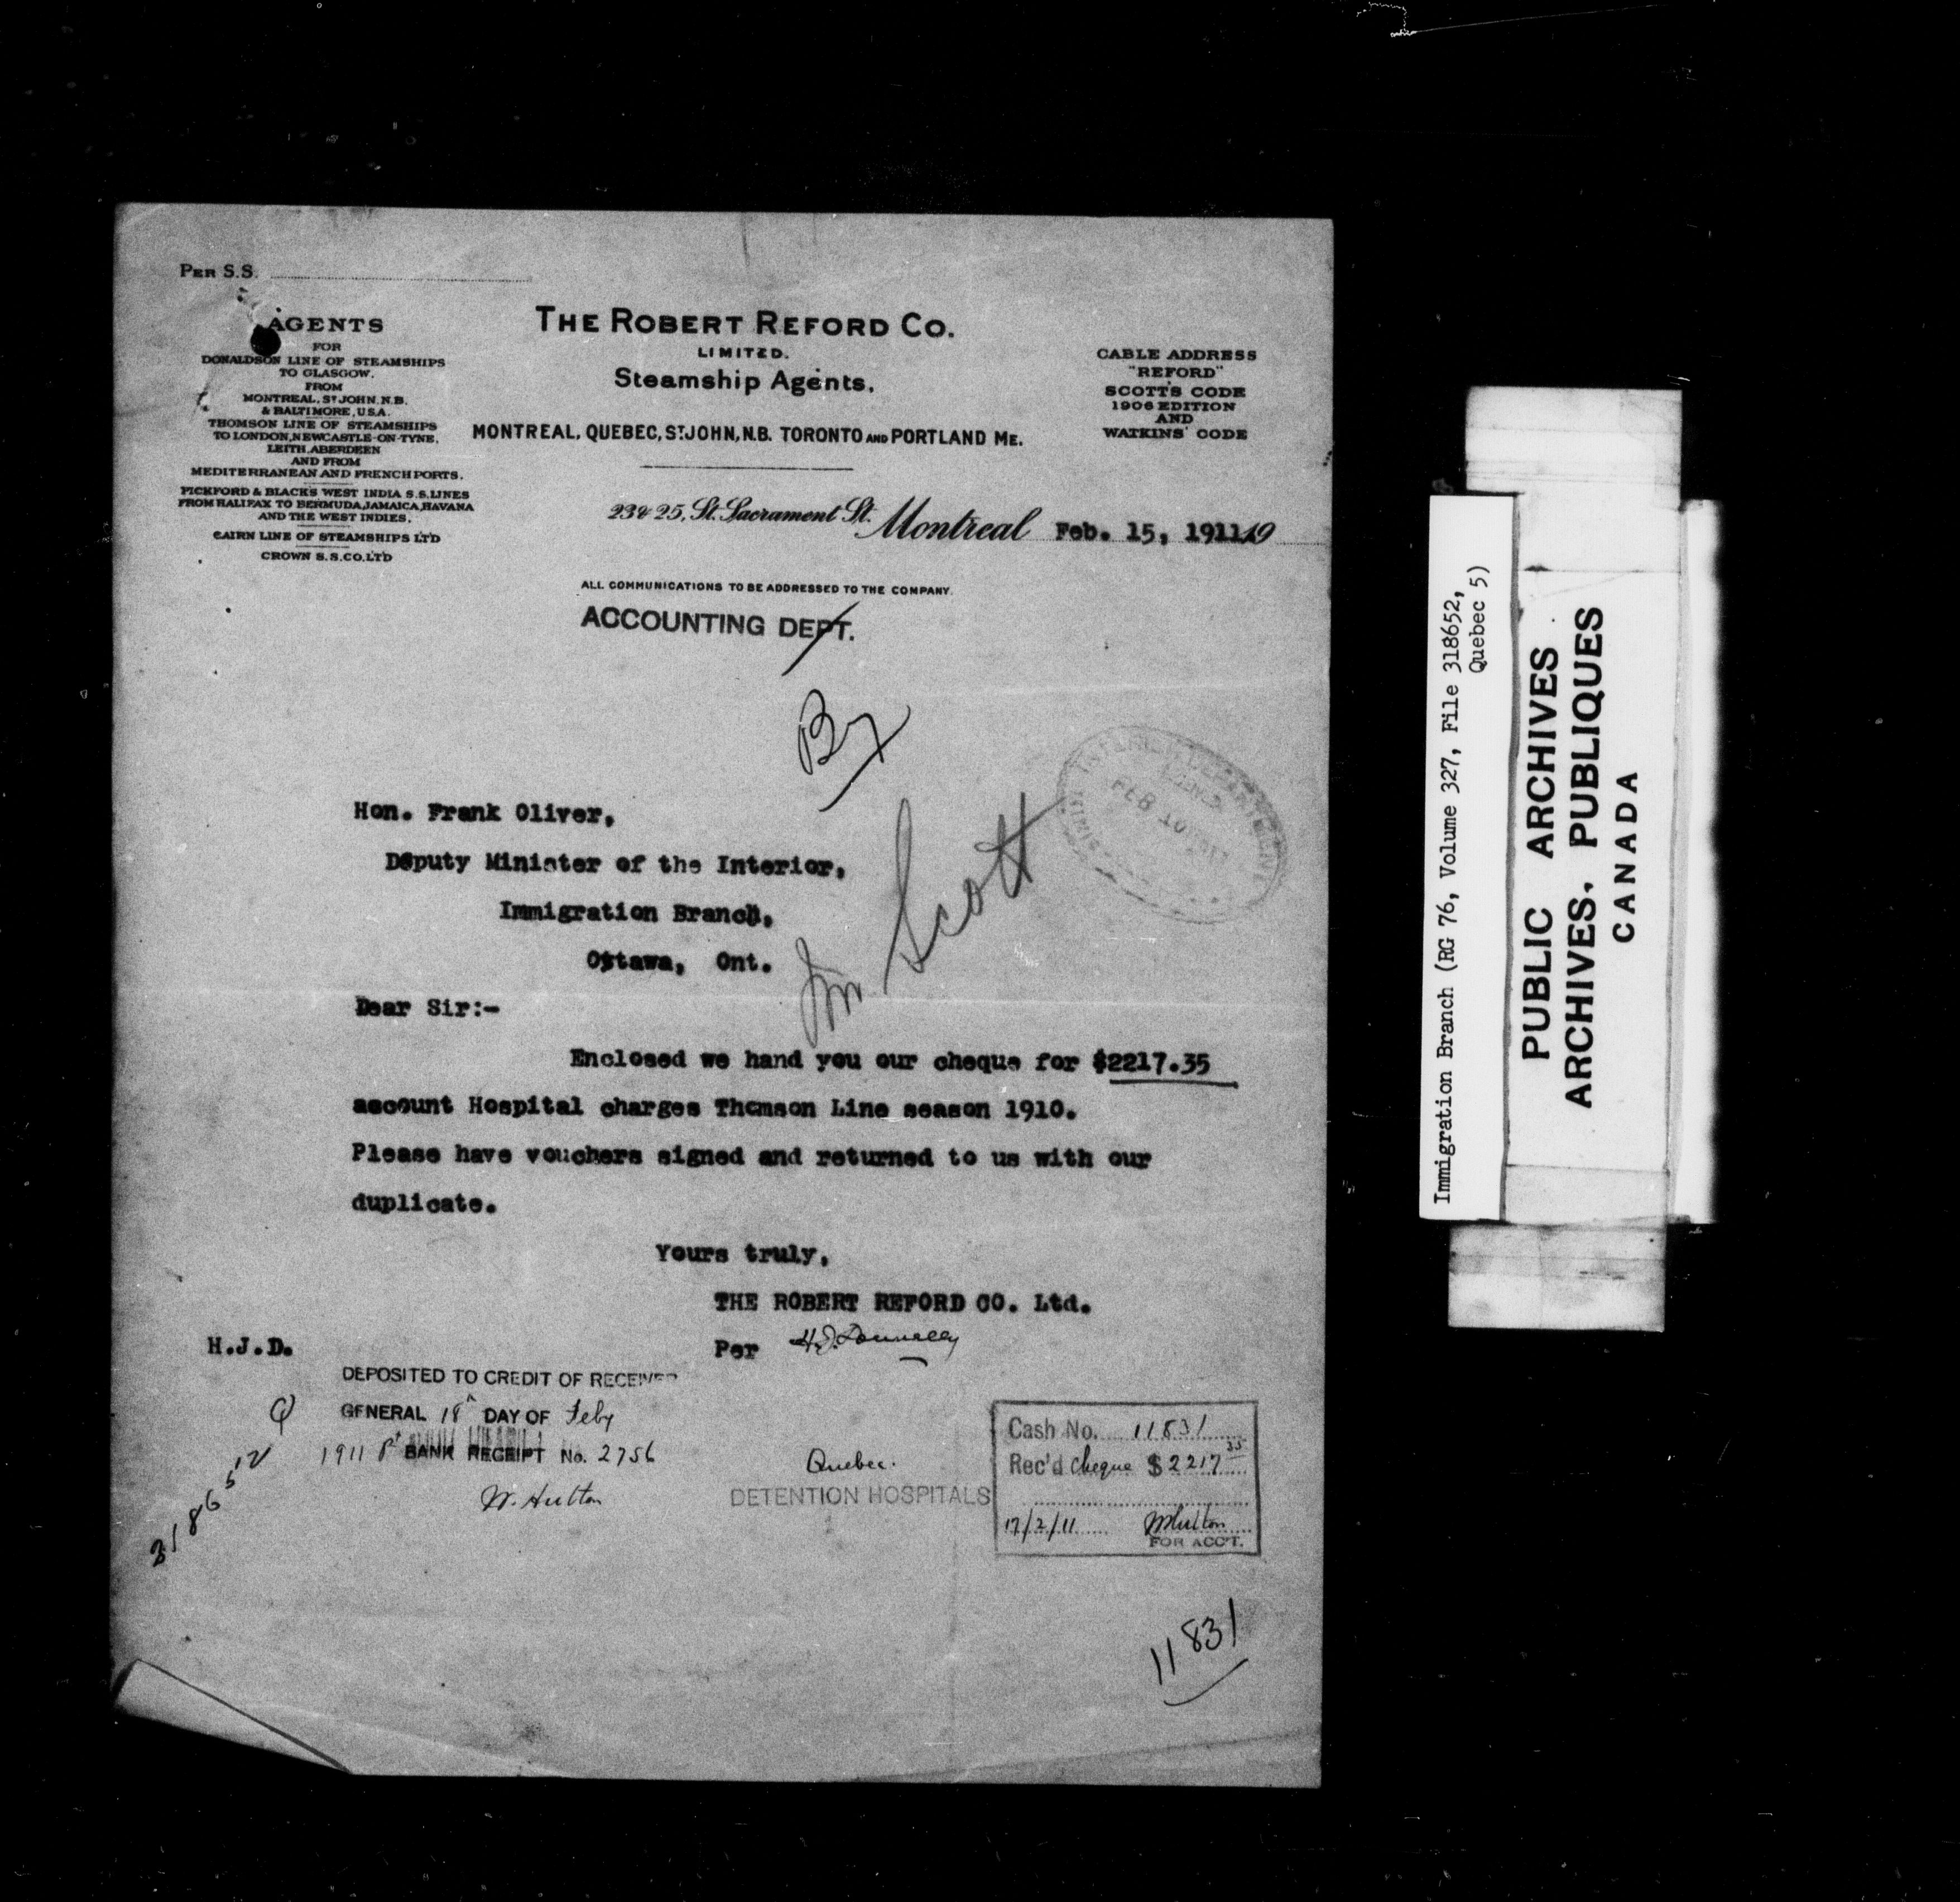 PER S.S.
AGENTS
FOR
DONALDSON LINE OF STEAMSHIPS
TO GLASGOW.
FROM
MONTREAL, ST JOHN, N.B.
& BALTIMORE, U.S.A.
THOMSON LINE OF STEAMSHIPS
TO LONDON, NEWCASTLE-ON-TYNE,
LEITH, ABERDEEN
AND FROM
MEDITERRANEAN AND FRENCH PORTS.
PICKFORD & BLACK'S WEST INDIA S.S. LINES
FROM HALIFAX TO BERMUDA, JAMAICA, HAVANA
AND THE WEST INDIES.
CAIRN LINE OF STEAMSHIPS LTD
CROWN S.S. CO. LTD
THE ROBERT REFORD CO.
LIMITED.
Steamship Agents.
MONTREAL, QUEBEC, ST JOHN, N.B. TORONTO AND PORTLAND ME.
CABLE ADDRESS
"REFORD"
SCOTT'S CODE
1906 EDITION
AND
WATKINS' CODE
23 & 25, St. Sacrament St. Montreal Feb. 15, 1911 19
ALL COMMUNICATIONS TO BE ADDRESSED TO THE COMPANY.
ACCOUNTING DEPT.
Hon. Frank Oliver,
Deputy Minister of the Interior,
Immigration Branch,
Ottawa, Ont.
Scott
Dear Sir:-
Enclosed we hand you our cheque for $2217.35
account Hospital charges Thomson Line season 1910.
Please have vouchers signed and returned to us with our
duplicate.
Yours truly,
THE ROBERT REFORD CO. Ltd.
H.J.D.
Per H.J. Donnelly
DEPOSITED TO CREDIT OF RECEIVER
GENERAL 18 DAY OF Feby
1911 BANK RECEIPT No. 2756
W. Hutton
318652
Quebec.
DETENTION HOSPITALS
Cash No. 11831
Rec'd cheque $2217 35
17/2/11 WHutton
FOR ACC'T.
11831
Immigration Branch (RG 76, Volume 327, File 318652,
Quebec 5)
PUBLIC ARCHIVES
ARCHIVES. PUBLIQUES
CANADA